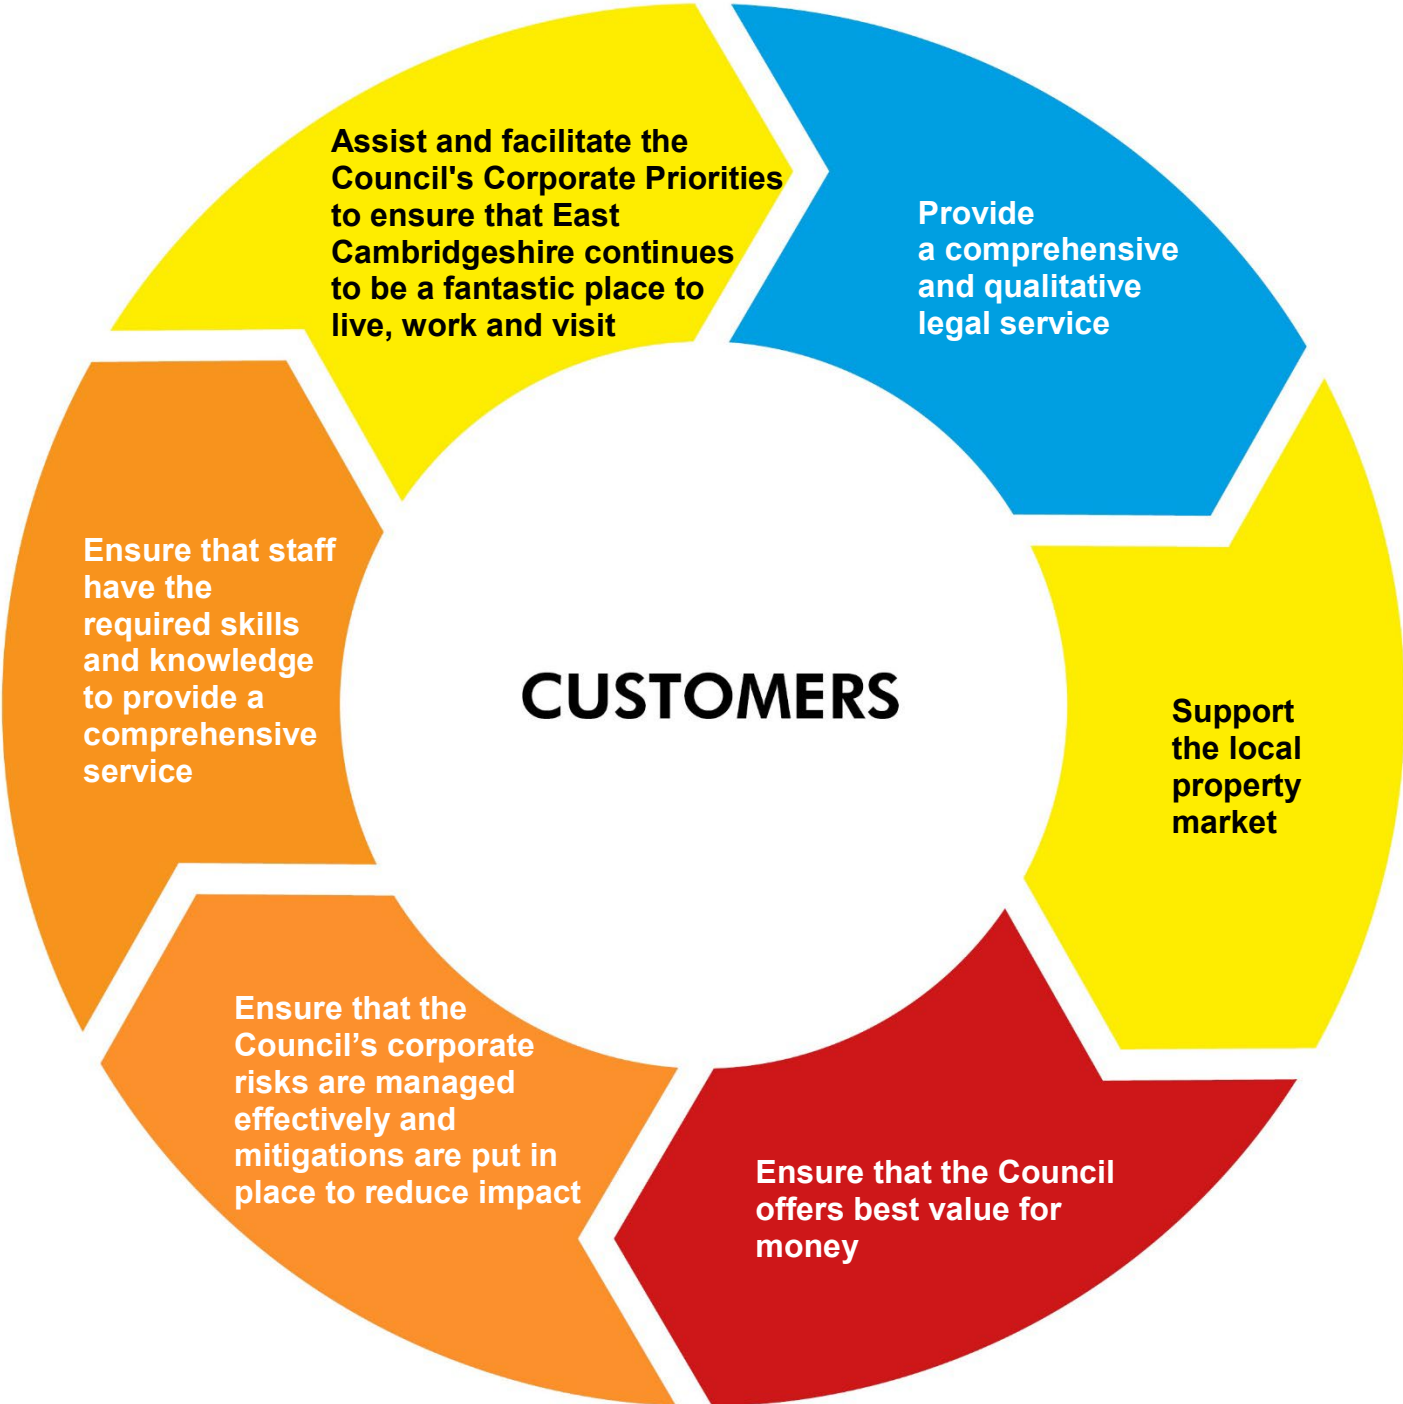 Assist and facilitate the
Council's Corporate Priorities
to ensure that East
Cambridgeshire continues
to be a fantastic place to
live, work and visit
Provide
a comprehensive
and qualitative
legal service
Support
the local
property
market
Ensure that the Council
offers best value for
money
Ensure that the
Council’s corporate
risks are managed
effectively and
mitigations are put in
place to reduce impact
Ensure that staff
have the
required skills
and knowledge
to provide a
comprehensive
service
CUSTOMERS